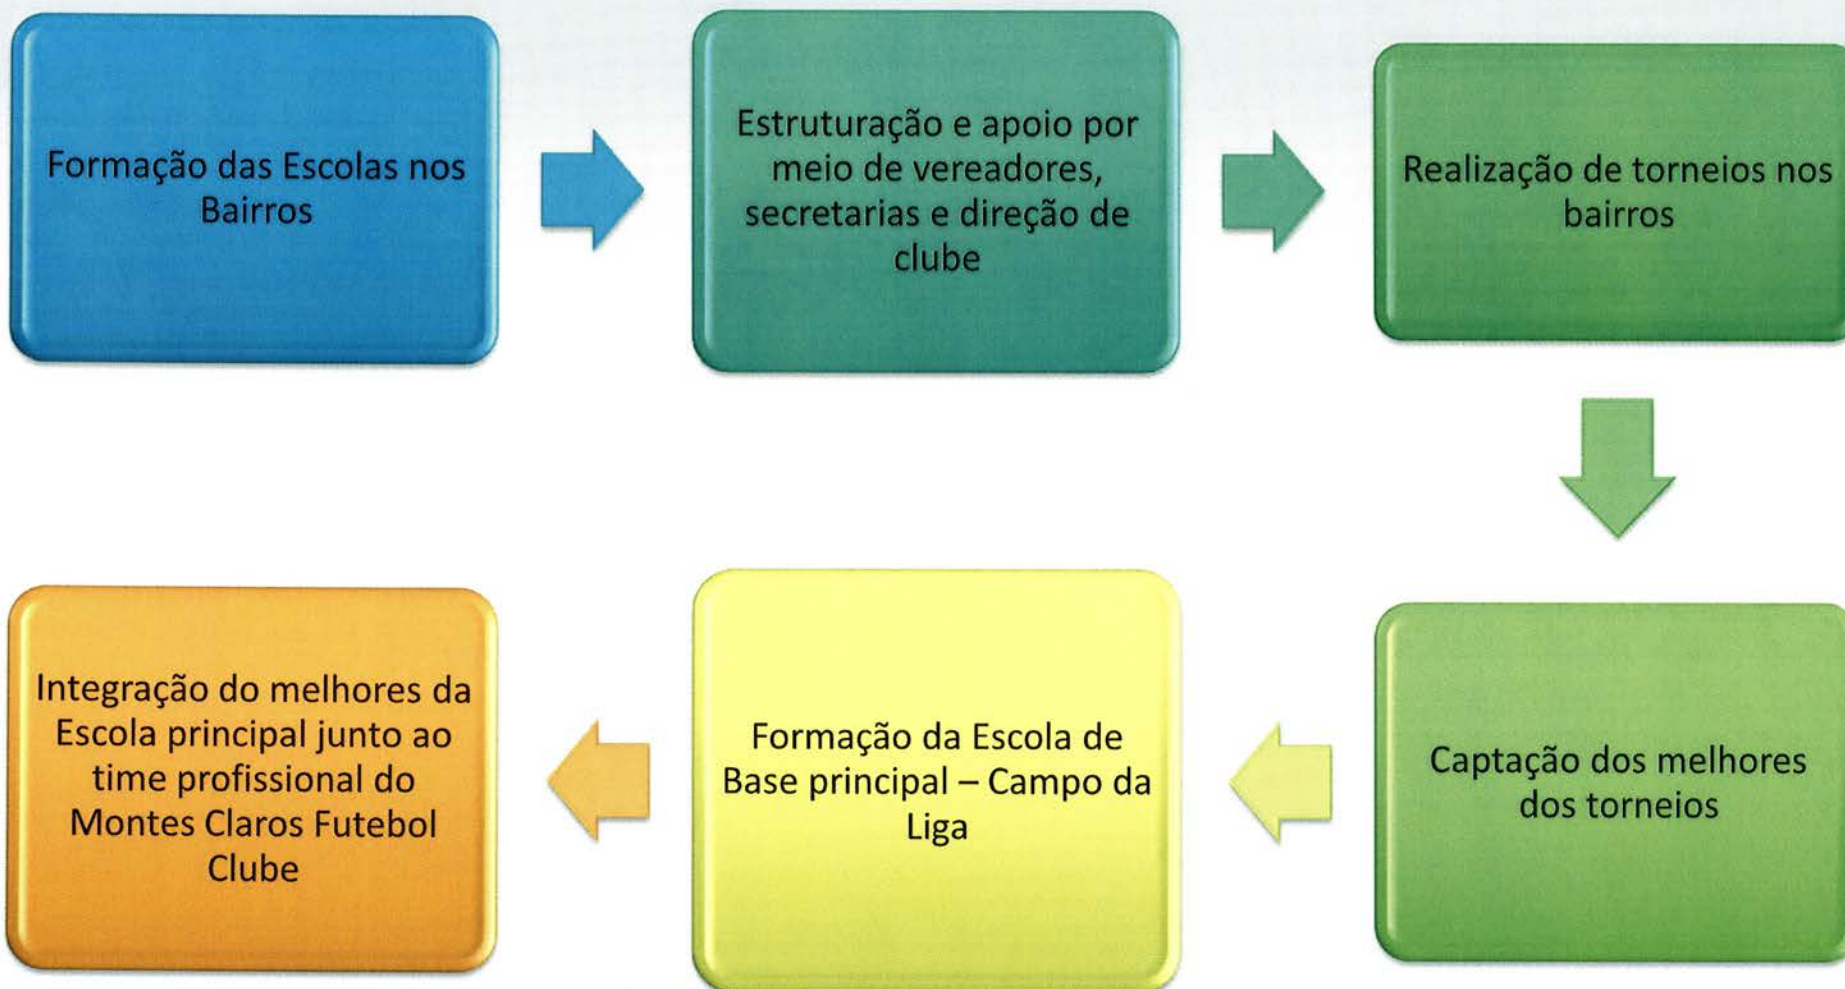 Formação das Escolas nos
Bairros
Estruturação e apoio por
meio de vereadores,
secretarias e direção de
clube
Realização de torneios nos
bairros
Captação dos melhores
dos torneios
Formação da Escola de
Base principal – Campo da
Liga
Integração do melhores da
Escola principal junto ao
time profissional do
Montes Claros Futebol
Clube